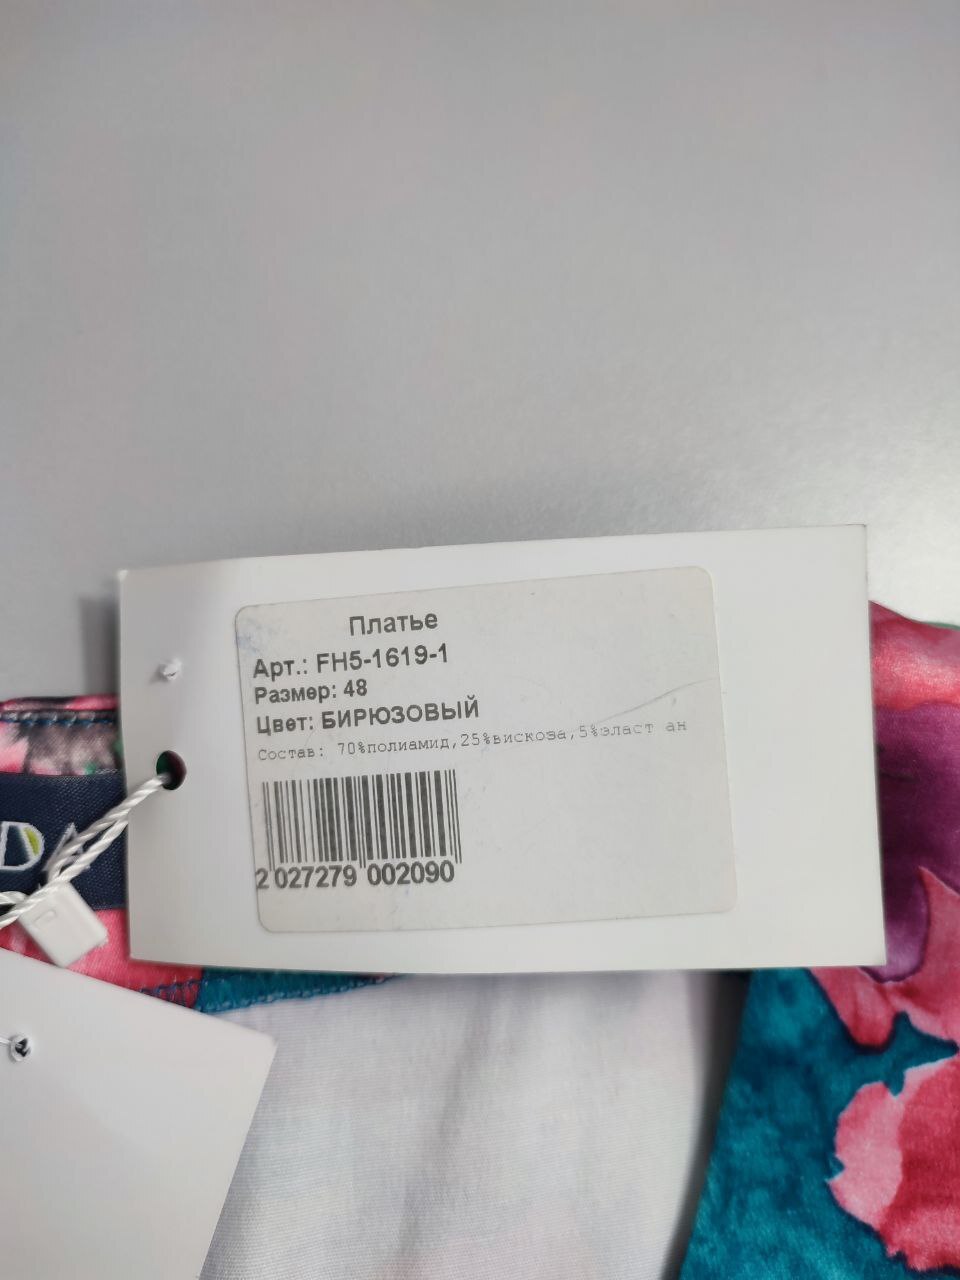 Платье
Арт.: FH5-1619-1
Размер: 48
Цвет: БИРЮЗОВЫЙ
Состав: 70%полиамид,25%вискоза,5%эласт ан
2 027279 002090